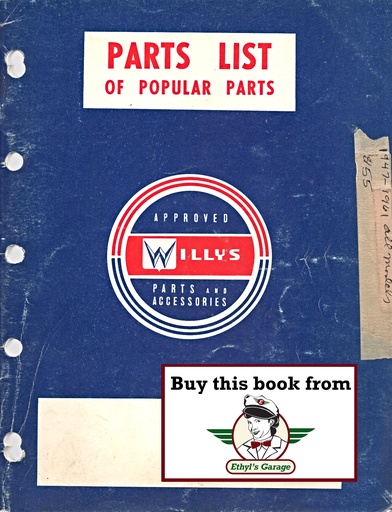 PARTS LIST
OF POPULAR PARTS
1947-1961 all models
APPROVED
WILLYS
PARTS AND
ACCESSORIES
Buy this book from
Ethyl's Garage